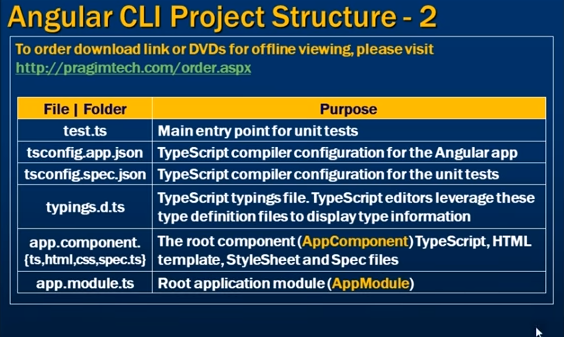 Angular CLI Project Structure - 2
To order download link or DVDs for offline viewing, please visit
http://pragimtech.com/order.aspx
File | Folder Purpose
test.ts Main entry point for unit tests
tsconfig.app.json TypeScript compiler configuration for the Angular app
tsconfig.spec.json TypeScript compiler configuration for the unit tests
typings.d.ts TypeScript typings file. TypeScript editors leverage these
type definition files to display type information
app.component. The root component (AppComponent) TypeScript, HTML
{ts,html,css,spec.ts} template, StyleSheet and Spec files
app.module.ts Root application module (AppModule)